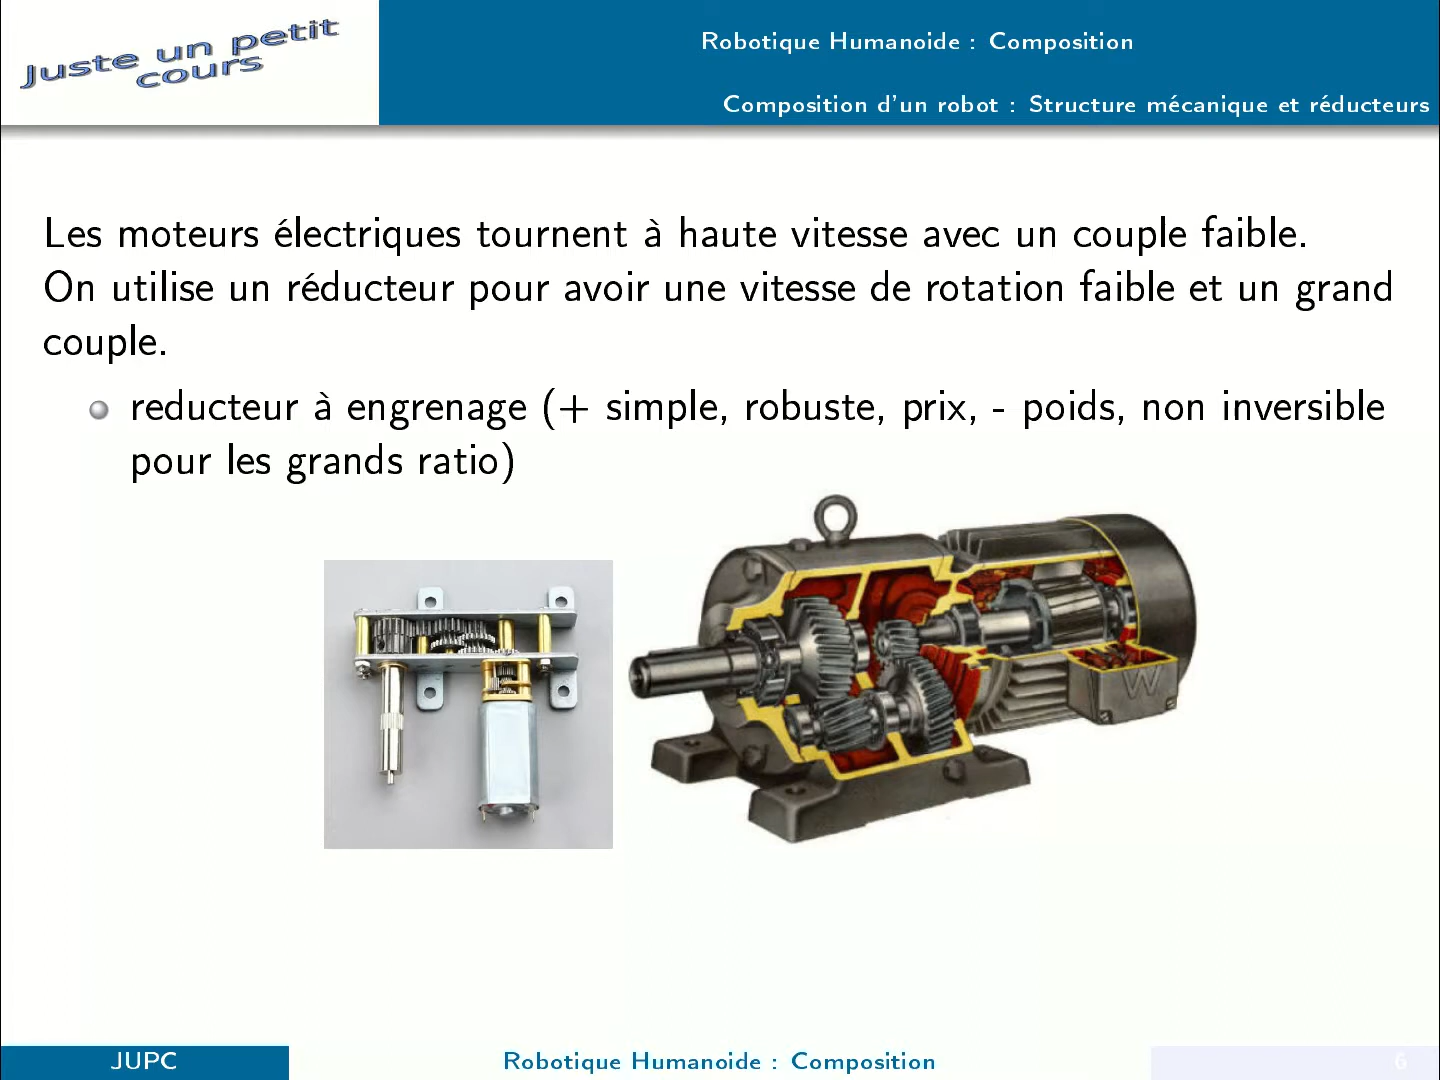 Juste un petit
cours
Robotique Humanoide : Composition
Composition d'un robot : Structure mécanique et réducteurs
Les moteurs électriques tournent à haute vitesse avec un couple faible.
On utilise un réducteur pour avoir une vitesse de rotation faible et un grand
couple.
reducteur à engrenage (+ simple, robuste, prix, - poids, non inversible
pour les grands ratio)
W
JUPC
Robotique Humanoide : Composition
6